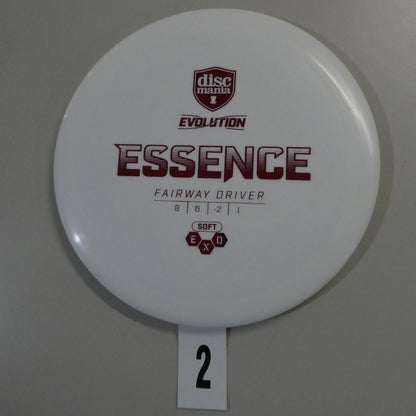 disc
mania
EVOLUTION
ESSENCE
FAIRWAY DRIVER
8 | 6 | -2 | 1
SOFT
E X O
2